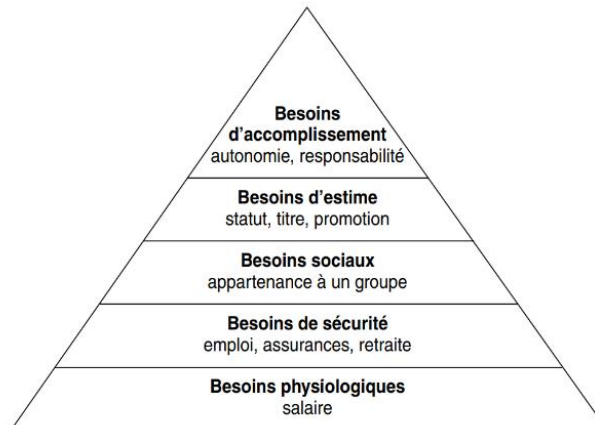 Besoins
d'accomplissement
autonomie, responsabilité
Besoins d'estime
statut, titre, promotion
Besoins sociaux
appartenance à un groupe
Besoins de sécurité
emploi, assurances, retraite
Besoins physiologiques
salaire